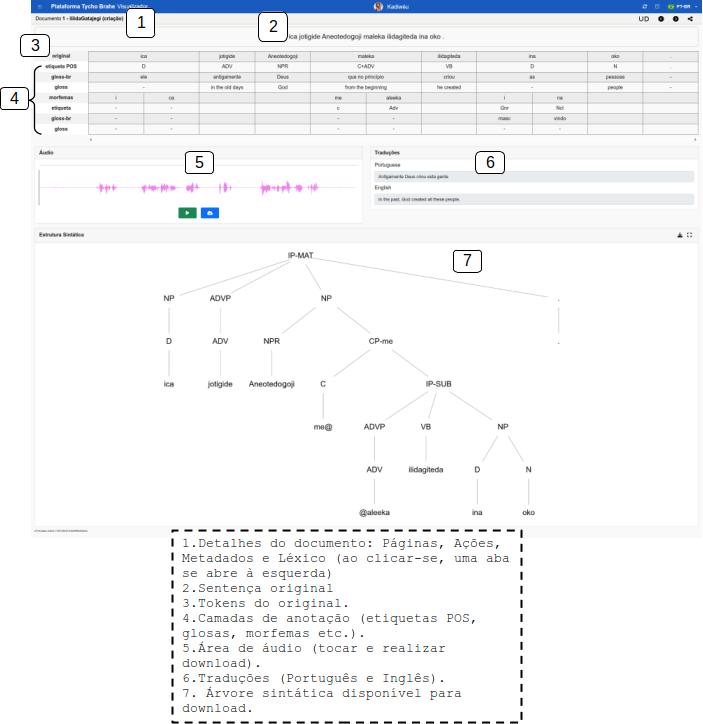 Plataforma Tycho Brahe Visualizador Kadiwéu PT-BR
Documento 1 - IlidaGatajegi (criação) 1 UD
2 ica jotigide Aneotedogoji maleka ilidagiteda ina oko .
3 original ica jotigide Aneotedogoji maleka ilidagiteda ina oko .
etiqueta POS D ADV NPR C+ADV VB D N .
gloss-br ele antigamente Deus que no princípio criou as pessoas -
gloss - in the old days God from the beginning he created - people -
4
morfemas i ca me aleeka i na
etiqueta - - c Adv Gnr Ncl
gloss-br - - - - masc vindo
gloss - - - - - -
Áudio 5
Traduções 6
Portuguese
Antigamente Deus criou esta gente.
English
In the past, God created all these people.
Estrutura Sintática
7
IP-MAT
NP ADVP NP .
D ADV NPR CP-me .
ica jotigide Aneotedogoji C IP-SUB
me@ ADVP VB NP
ADV ilidagiteda D N
@aleeka ina oko
1.Detalhes do documento: Páginas, Ações,
Metadados e Léxico (ao clicar-se, uma aba
se abre à esquerda)
2.Sentença original
3.Tokens do original.
4.Camadas de anotação (etiquetas POS,
glosas, morfemas etc.).
5.Área de áudio (tocar e realizar
download).
6.Traduções (Português e Inglês).
7. Árvore sintática disponível para
download.